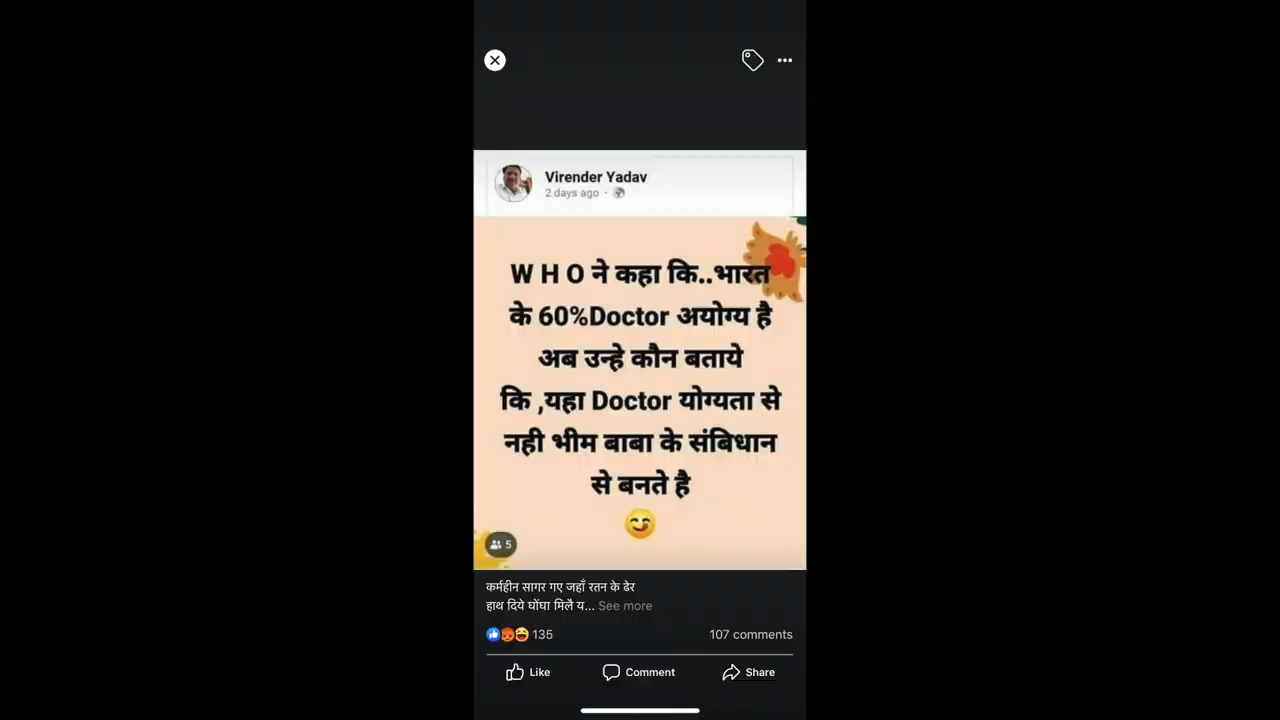 Virender Yadav
2 days ago ·
W H O ने कहा कि..भारत
के 60%Doctor अयोग्य है
अब उन्हे कौन बताये
कि ,यहा Doctor योग्यता से
नही भीम बाबा के संबिधान
से बनते है
5
कर्महीन सागर गए जहाँ रतन के ढेर
हाथ दिये घोंघा मिलै य... See more
135
107 comments
Like
Comment
Share